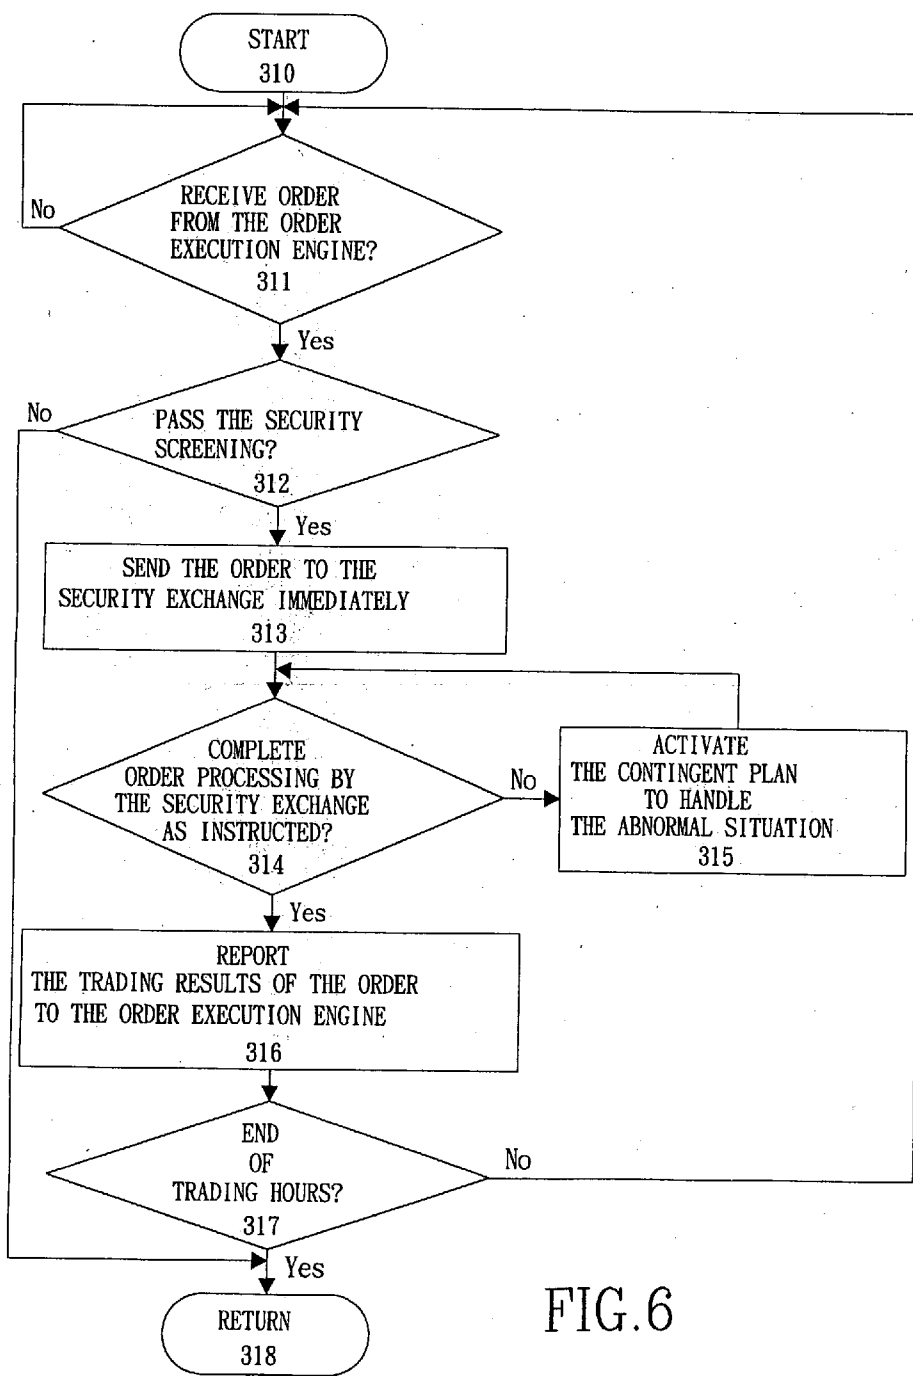 START
310
RECEIVE ORDER
FROM THE ORDER
EXECUTION ENGINE?
311
No
Yes
PASS THE SECURITY
SCREENING?
312
No
Yes
SEND THE ORDER TO THE
SECURITY EXCHANGE IMMEDIATELY
313
COMPLETE
ORDER PROCESSING BY
THE SECURITY EXCHANGE
AS INSTRUCTED?
314
No
ACTIVATE
THE CONTINGENT PLAN
TO HANDLE
THE ABNORMAL SITUATION
315
Yes
REPORT
THE TRADING RESULTS OF THE ORDER
TO THE ORDER EXECUTION ENGINE
316
END
OF
TRADING HOURS?
317
No
Yes
RETURN
318
FIG.6